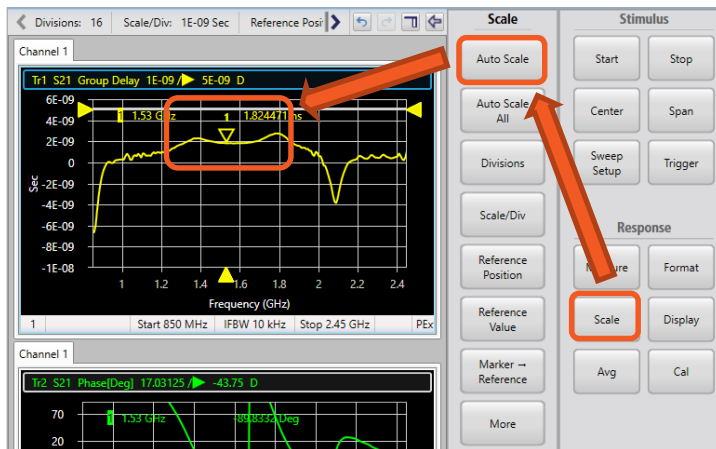 Divisions: 16 Scale/Div: 1E-09 Sec Reference Posit
Channel 1
Tr1 S21 Group Delay 1E-09 / 5E-09 D
6E-09
4E-09
2E-09
0
-2E-09
-4E-09
-6E-09
-8E-09
-1E-08
Sec
1 1.53 G z 1 1.824471 ns
1 1.2 1.4 1.6 1.8 2 2.2 2.4
Frequency (GHz)
1 Start 850 MHz IFBW 10 kHz Stop 2.45 GHz PEx
Channel 1
Tr2 S21 Phase[Deg] 17.03125 / -43.75 D
70
20
1 1.53 GHz -89.8332 Deg
Scale
Auto Scale
Auto Scale
All
Divisions
Scale/Div
Reference
Position
Reference
Value
Marker →
Reference
More
Stimulus
Start Stop
Center Span
Sweep
Setup
Trigger
Response
Format
Scale Display
Avg Cal